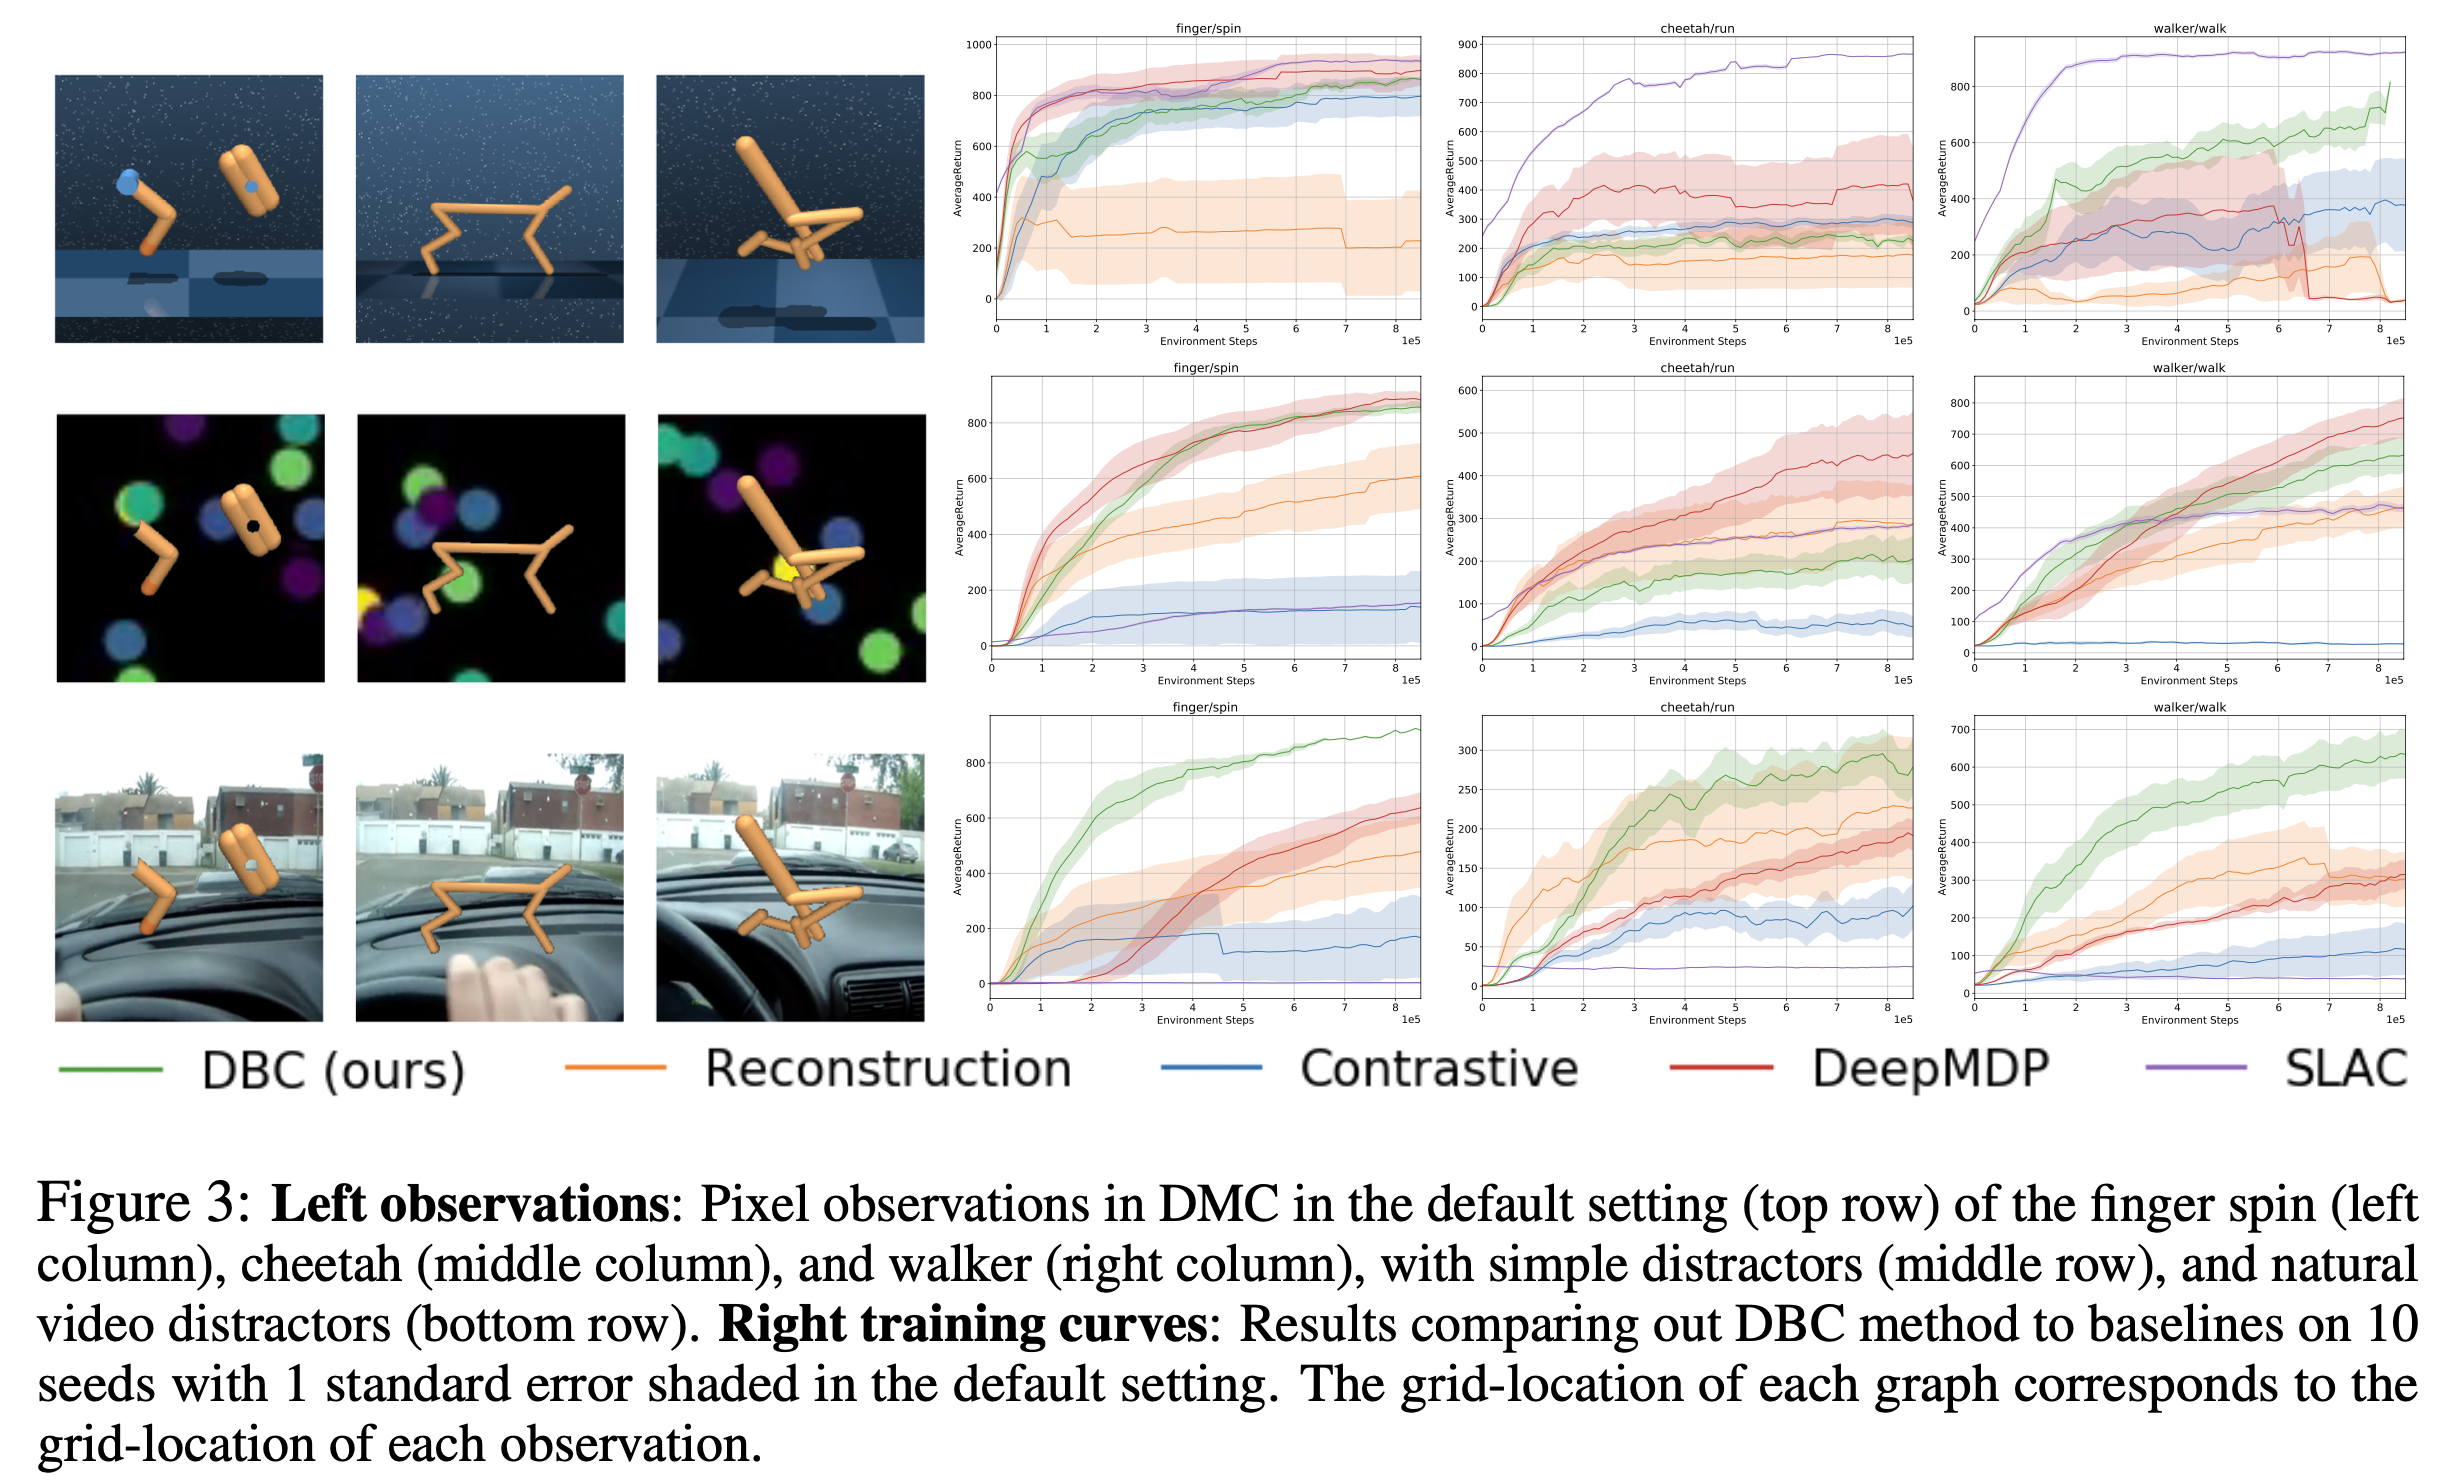 finger/spin
1000
800
600
400
200
0
AverageReturn
0 1 2 3 4 5 6 7 8
Environment Steps 1e5
cheetah/run
900
800
700
600
500
400
300
200
100
0
AverageReturn
0 1 2 3 4 5 6 7 8
Environment Steps 1e5
walker/walk
800
600
400
200
0
AverageReturn
0 1 2 3 4 5 6 7 8
Environment Steps 1e5
finger/spin
800
600
400
200
0
AverageReturn
0 1 2 3 4 5 6 7 8
Environment Steps 1e5
cheetah/run
600
500
400
300
200
100
0
AverageReturn
0 1 2 3 4 5 6 7 8
Environment Steps 1e5
walker/walk
800
700
600
500
400
300
200
100
0
AverageReturn
0 1 2 3 4 5 6 7 8
Environment Steps 1e5
finger/spin
800
600
400
200
0
AverageReturn
0 1 2 3 4 5 6 7 8
Environment Steps 1e5
cheetah/run
300
250
200
150
100
50
0
AverageReturn
0 1 2 3 4 5 6 7 8
Environment Steps 1e5
walker/walk
700
600
500
400
300
200
100
0
AverageReturn
0 1 2 3 4 5 6 7 8
Environment Steps 1e5
DBC (ours) Reconstruction Contrastive DeepMDP SLAC
Figure 3: Left observations: Pixel observations in DMC in the default setting (top row) of the finger spin (left
column), cheetah (middle column), and walker (right column), with simple distractors (middle row), and natural
video distractors (bottom row). Right training curves: Results comparing out DBC method to baselines on 10
seeds with 1 standard error shaded in the default setting. The grid-location of each graph corresponds to the
grid-location of each observation.